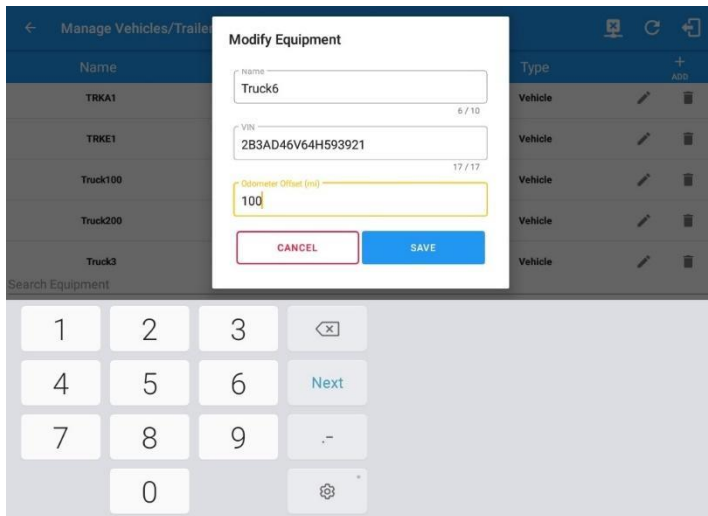 Manage Vehicles/Trailer
Modify Equipment
Name
Type
ADD
Name
Truck6
6 / 10
TRKA1
Vehicle
VIN
2B3AD46V64H593921
17 / 17
TRKE1
Vehicle
Truck100
Vehicle
Odometer Offset (mi)
100
Truck200
Vehicle
CANCEL
SAVE
Truck3
Vehicle
Search Equipment
1 2 3
4 5 6 Next
7 8 9 .-
0